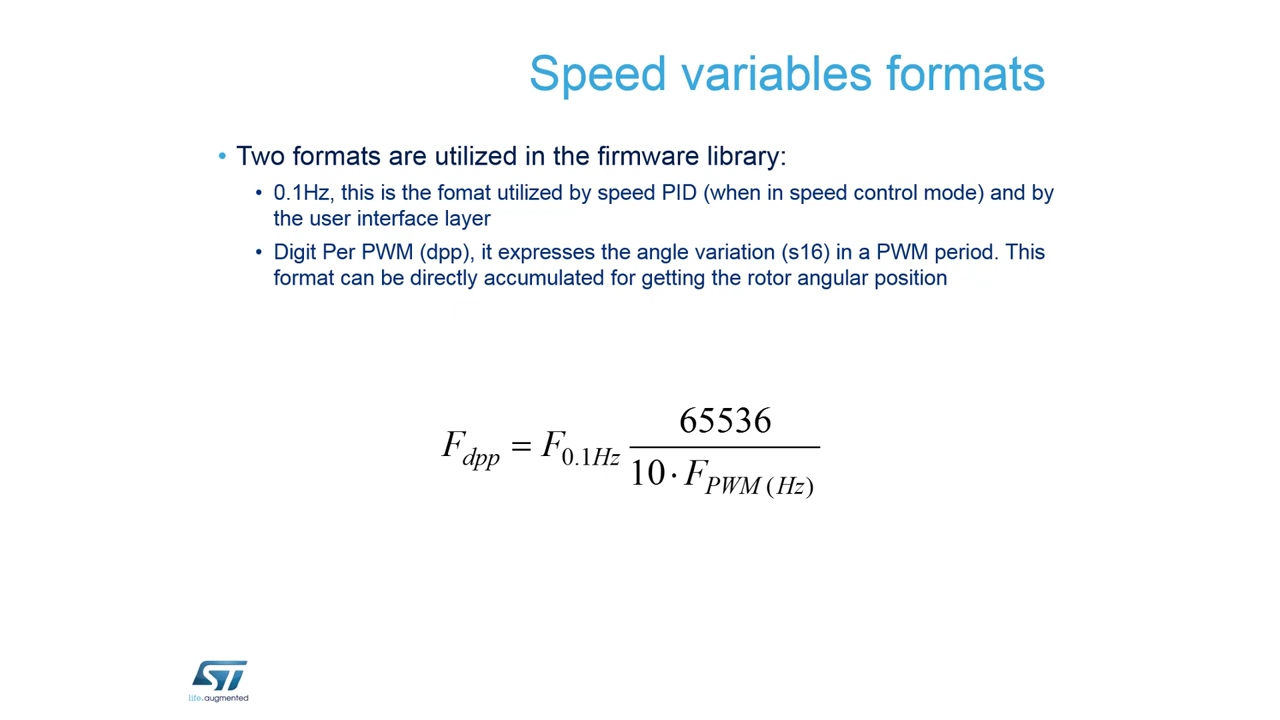 Speed variables formats
• Two formats are utilized in the firmware library:
• 0.1Hz, this is the fomat utilized by speed PID (when in speed control mode) and by
the user interface layer
• Digit Per PWM (dpp), it expresses the angle variation (s16) in a PWM period. This
format can be directly accumulated for getting the rotor angular position
F_dpp = F_0.1Hz 65536 / (10 · F_PWM (Hz))
ST
life.augmented